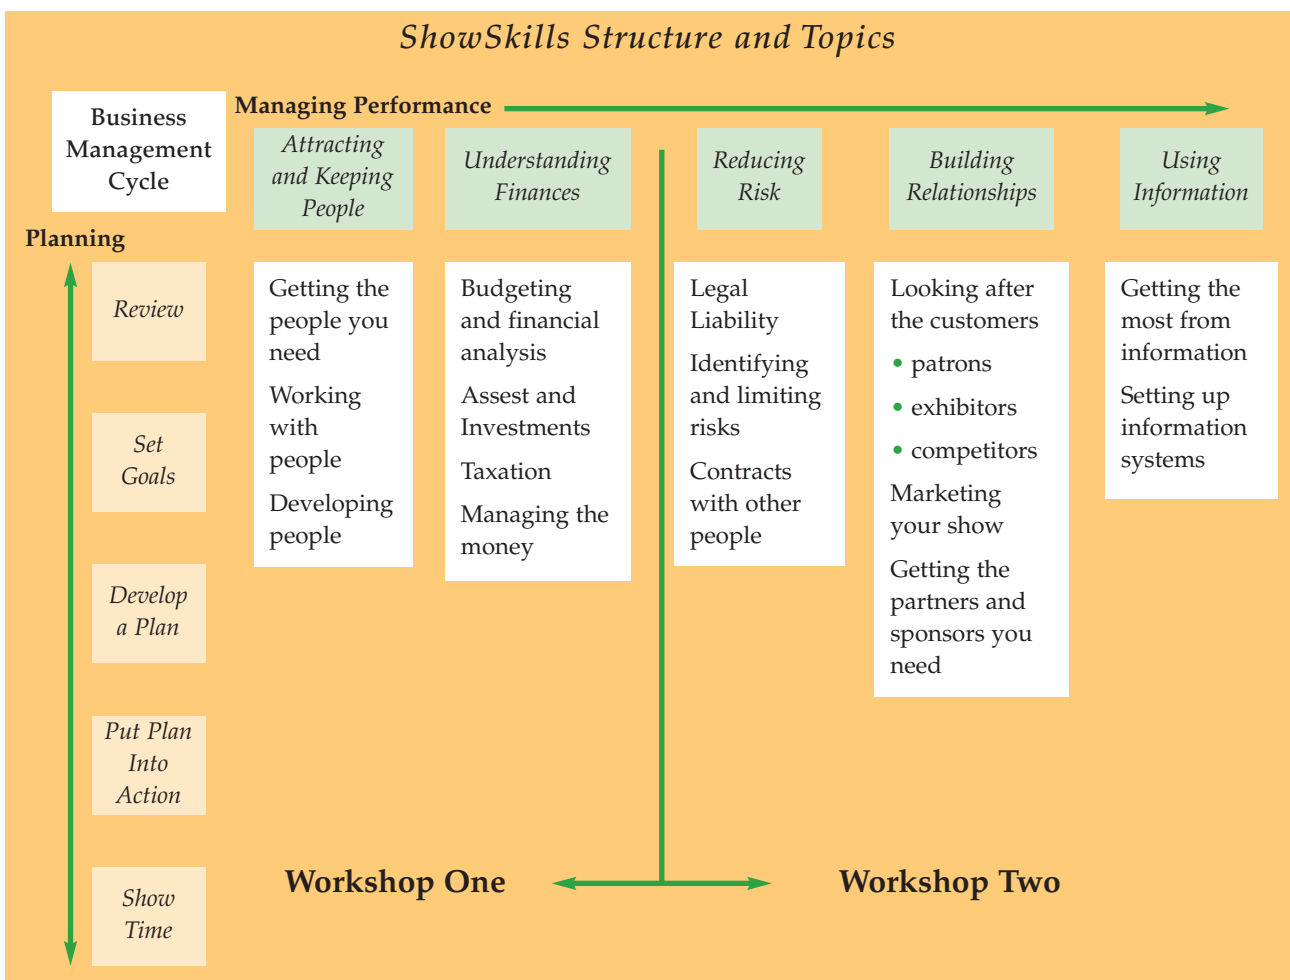 ShowSkills Structure and Topics
Business
Management
Cycle
Managing Performance
Attracting
and Keeping
People
Understanding
Finances
Reducing
Risk
Building
Relationships
Using
Information
Planning
Review
Set
Goals
Develop
a Plan
Put Plan
Into
Action
Show
Time
Getting the
people you
need
Working
with
people
Developing
people
Budgeting
and financial
analysis
Assest and
Investments
Taxation
Managing the
money
Legal
Liability
Identifying
and limiting
risks
Contracts
with other
people
Looking after
the customers
• patrons
• exhibitors
• competitors
Marketing
your show
Getting the
partners and
sponsors you
need
Getting the
most from
information
Setting up
information
systems
Workshop One
Workshop Two